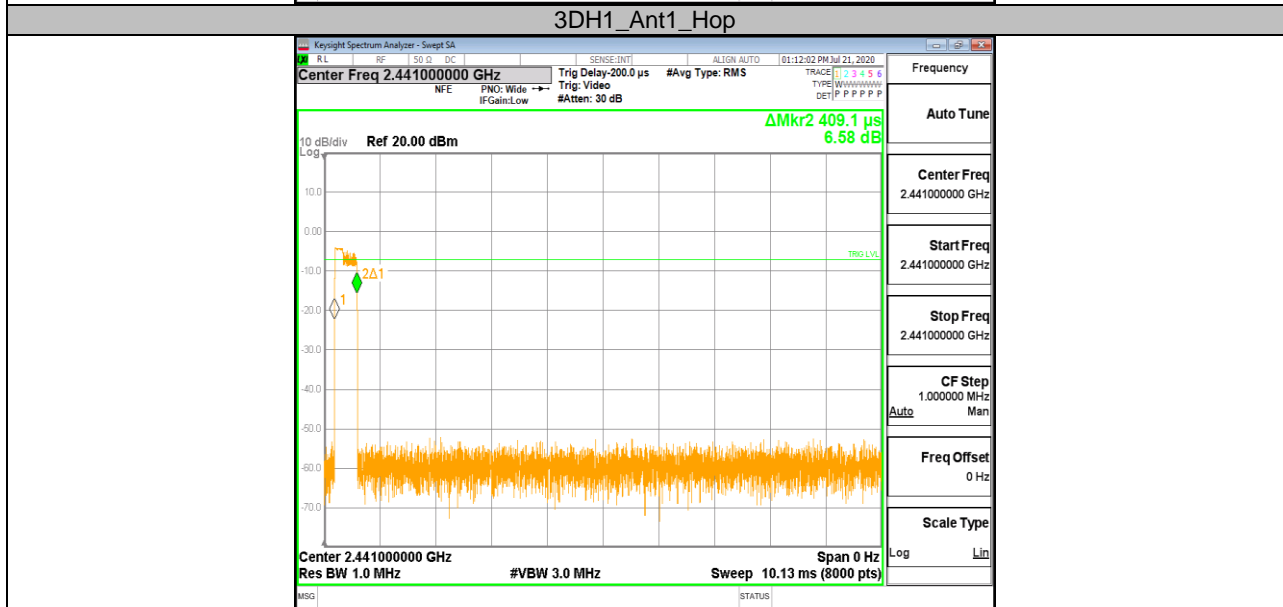 3DH1_Ant1_Hop
Keysight Spectrum Analyzer - Swept SA
RL RF 50 Ω DC SENSE:INT ALIGN AUTO 01:12:02 PM Jul 21, 2020
Center Freq 2.441000000 GHz Trig Delay-200.0 µs #Avg Type: RMS TRACE 1 2 3 4 5 6
NFE PNO: Wide Trig: Video TYPE WWWWWW
IFGain:Low #Atten: 30 dB DET P P P P P P
ΔMkr2 409.1 µs
6.58 dB
10 dB/div Ref 20.00 dBm
Log
10.0
0.00
TRIG LVL
-10.0
2Δ1
1
-20.0
-30.0
-40.0
-50.0
-60.0
-70.0
Center 2.441000000 GHz Span 0 Hz
Res BW 1.0 MHz #VBW 3.0 MHz Sweep 10.13 ms (8000 pts)
MSG STATUS
Frequency
Auto Tune
Center Freq
2.441000000 GHz
Start Freq
2.441000000 GHz
Stop Freq
2.441000000 GHz
CF Step
1.000000 MHz
Auto Man
Freq Offset
0 Hz
Scale Type
Log Lin